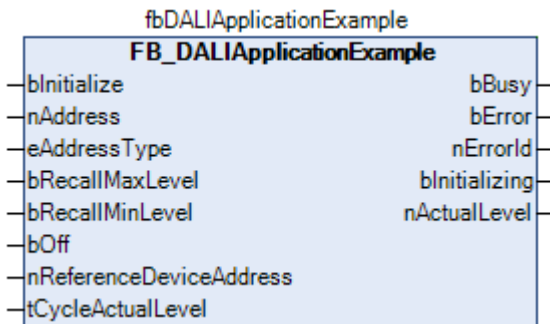 fbDALIApplicationExample
FB_DALIApplicationExample
bInitialize bBusy
nAddress bError
eAddressType nErrorId
bRecallMaxLevel bInitializing
bRecallMinLevel nActualLevel
bOff
nReferenceDeviceAddress
tCycleActualLevel